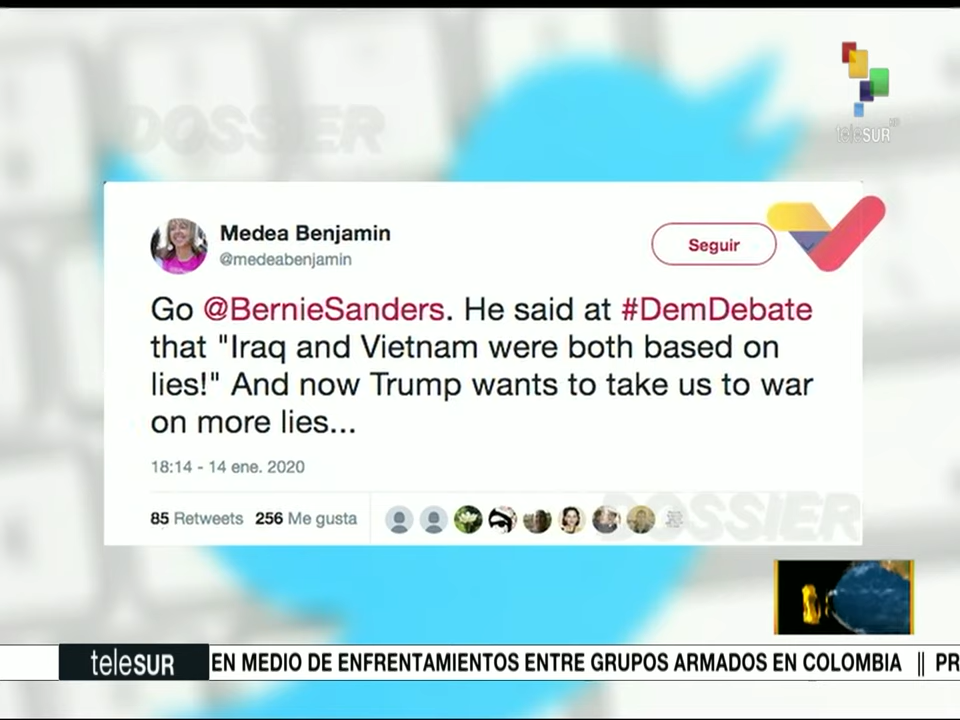 DOSSIER
teleSUR HD
Medea Benjamin
@medeabenjamin
Seguir
Go @BernieSanders. He said at #DemDebate
that "Iraq and Vietnam were both based on
lies!" And now Trump wants to take us to war
on more lies...
18:14 - 14 ene. 2020
85 Retweets 256 Me gusta
DOSSIER
teleSUR
EN MEDIO DE ENFRENTAMIENTOS ENTRE GRUPOS ARMADOS EN COLOMBIA || PR